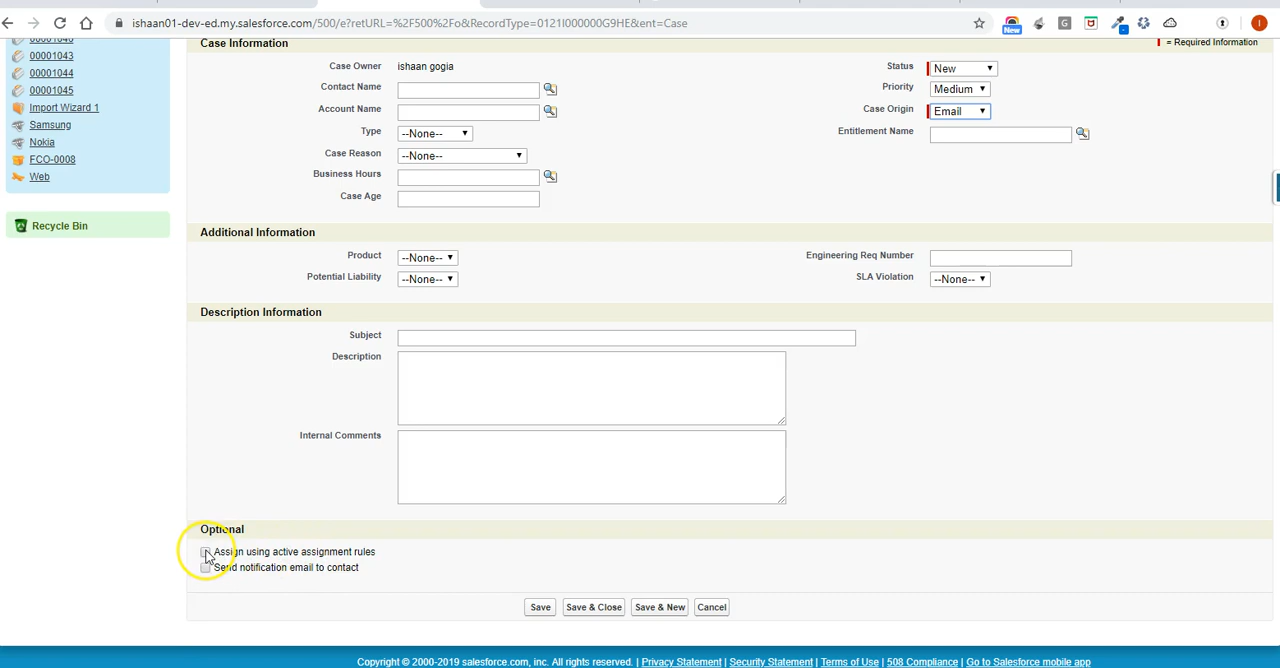 ishaan01-dev-ed.my.salesforce.com/500/e?retURL=%2F500%2Fo&RecordType=0121I000000G9HE&ent=Case
New
G
I
Case Information
= Required Information
00001043
00001044
00001045
Import Wizard 1
Samsung
Nokia
FCO-0008
Web
Recycle Bin
Case Owner ishaan gogia
Status New
Contact Name
Priority Medium
Account Name
Case Origin Email
Type --None--
Entitlement Name
Case Reason --None--
Business Hours
Case Age
Additional Information
Product --None--
Engineering Req Number
Potential Liability --None--
SLA Violation --None--
Description Information
Subject
Description
Internal Comments
Optional
Assign using active assignment rules
Send notification email to contact
Save Save & Close Save & New Cancel
Copyright © 2000-2019 salesforce.com, inc. All rights reserved. | Privacy Statement | Security Statement | Terms of Use | 508 Compliance | Go to Salesforce mobile app